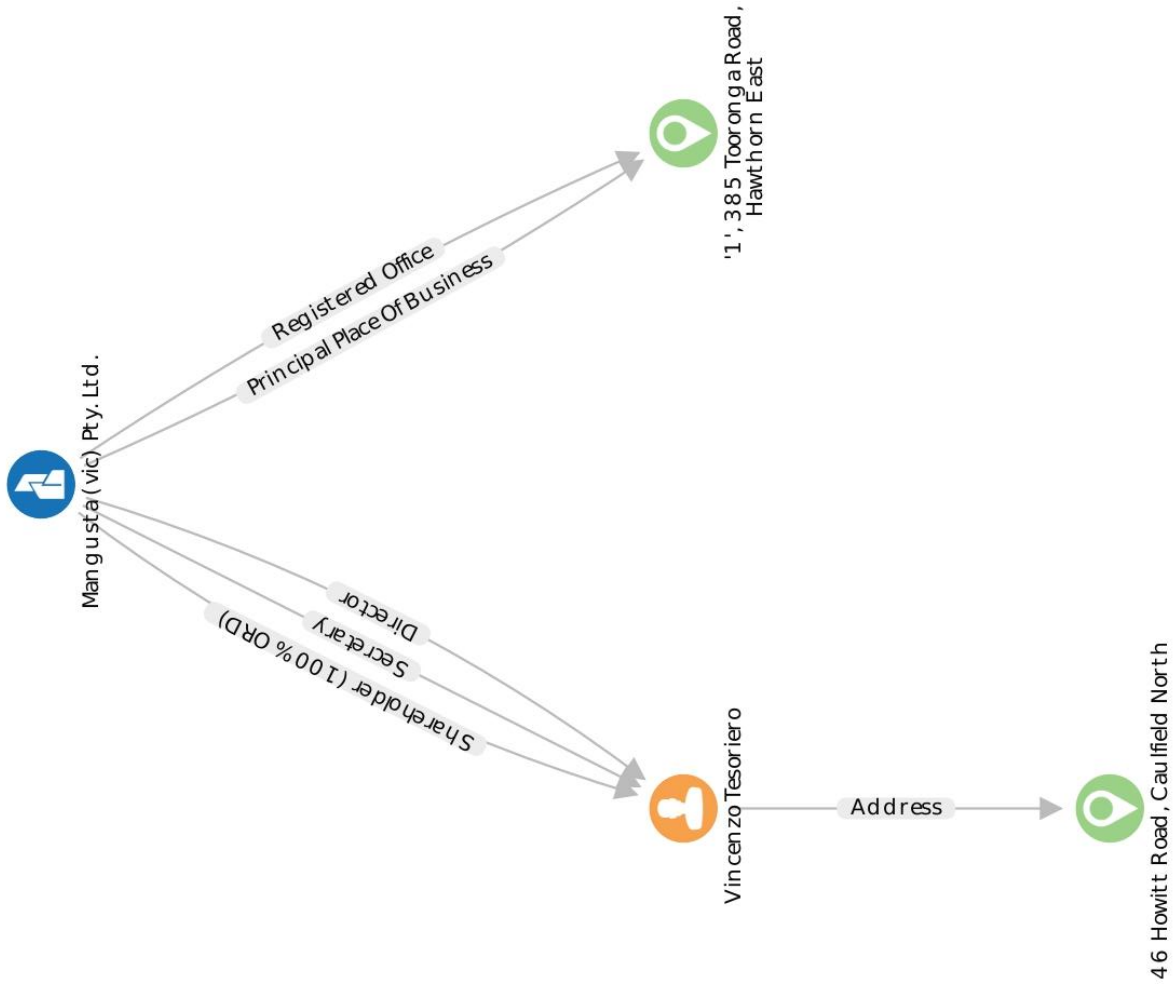 Mangusta (vic) Pty. Ltd.
Registered Office
Principal Place Of Business
Director
Secretary
Shareholder (100% ORD)
'1', 385 Tooronga Road,
Hawthorn East
Vincenzo Tesoriero
Address
46 Howitt Road, Caulfield North